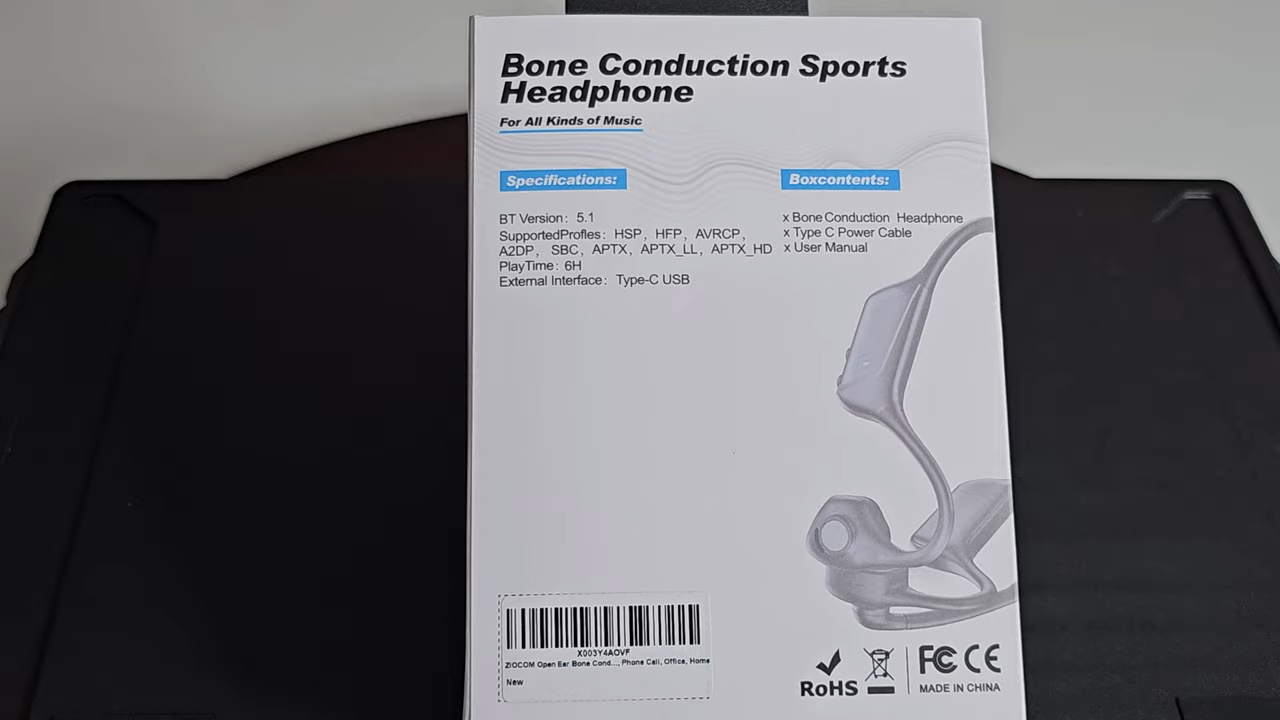 Bone Conduction Sports
Headphone
For All Kinds of Music
Specifications:
BT Version: 5.1
SupportedProfles: HSP, HFP, AVRCP,
A2DP, SBC, APTX, APTX_LL, APTX_HD
PlayTime: 6H
External Interface: Type-C USB
Boxcontents:
x Bone Conduction Headphone
x Type C Power Cable
x User Manual
X003Y4AOVF
ZIOCOM Open Ear Bone Cond..., Phone Call, Office, Home
New
RoHS
FC CE
MADE IN CHINA